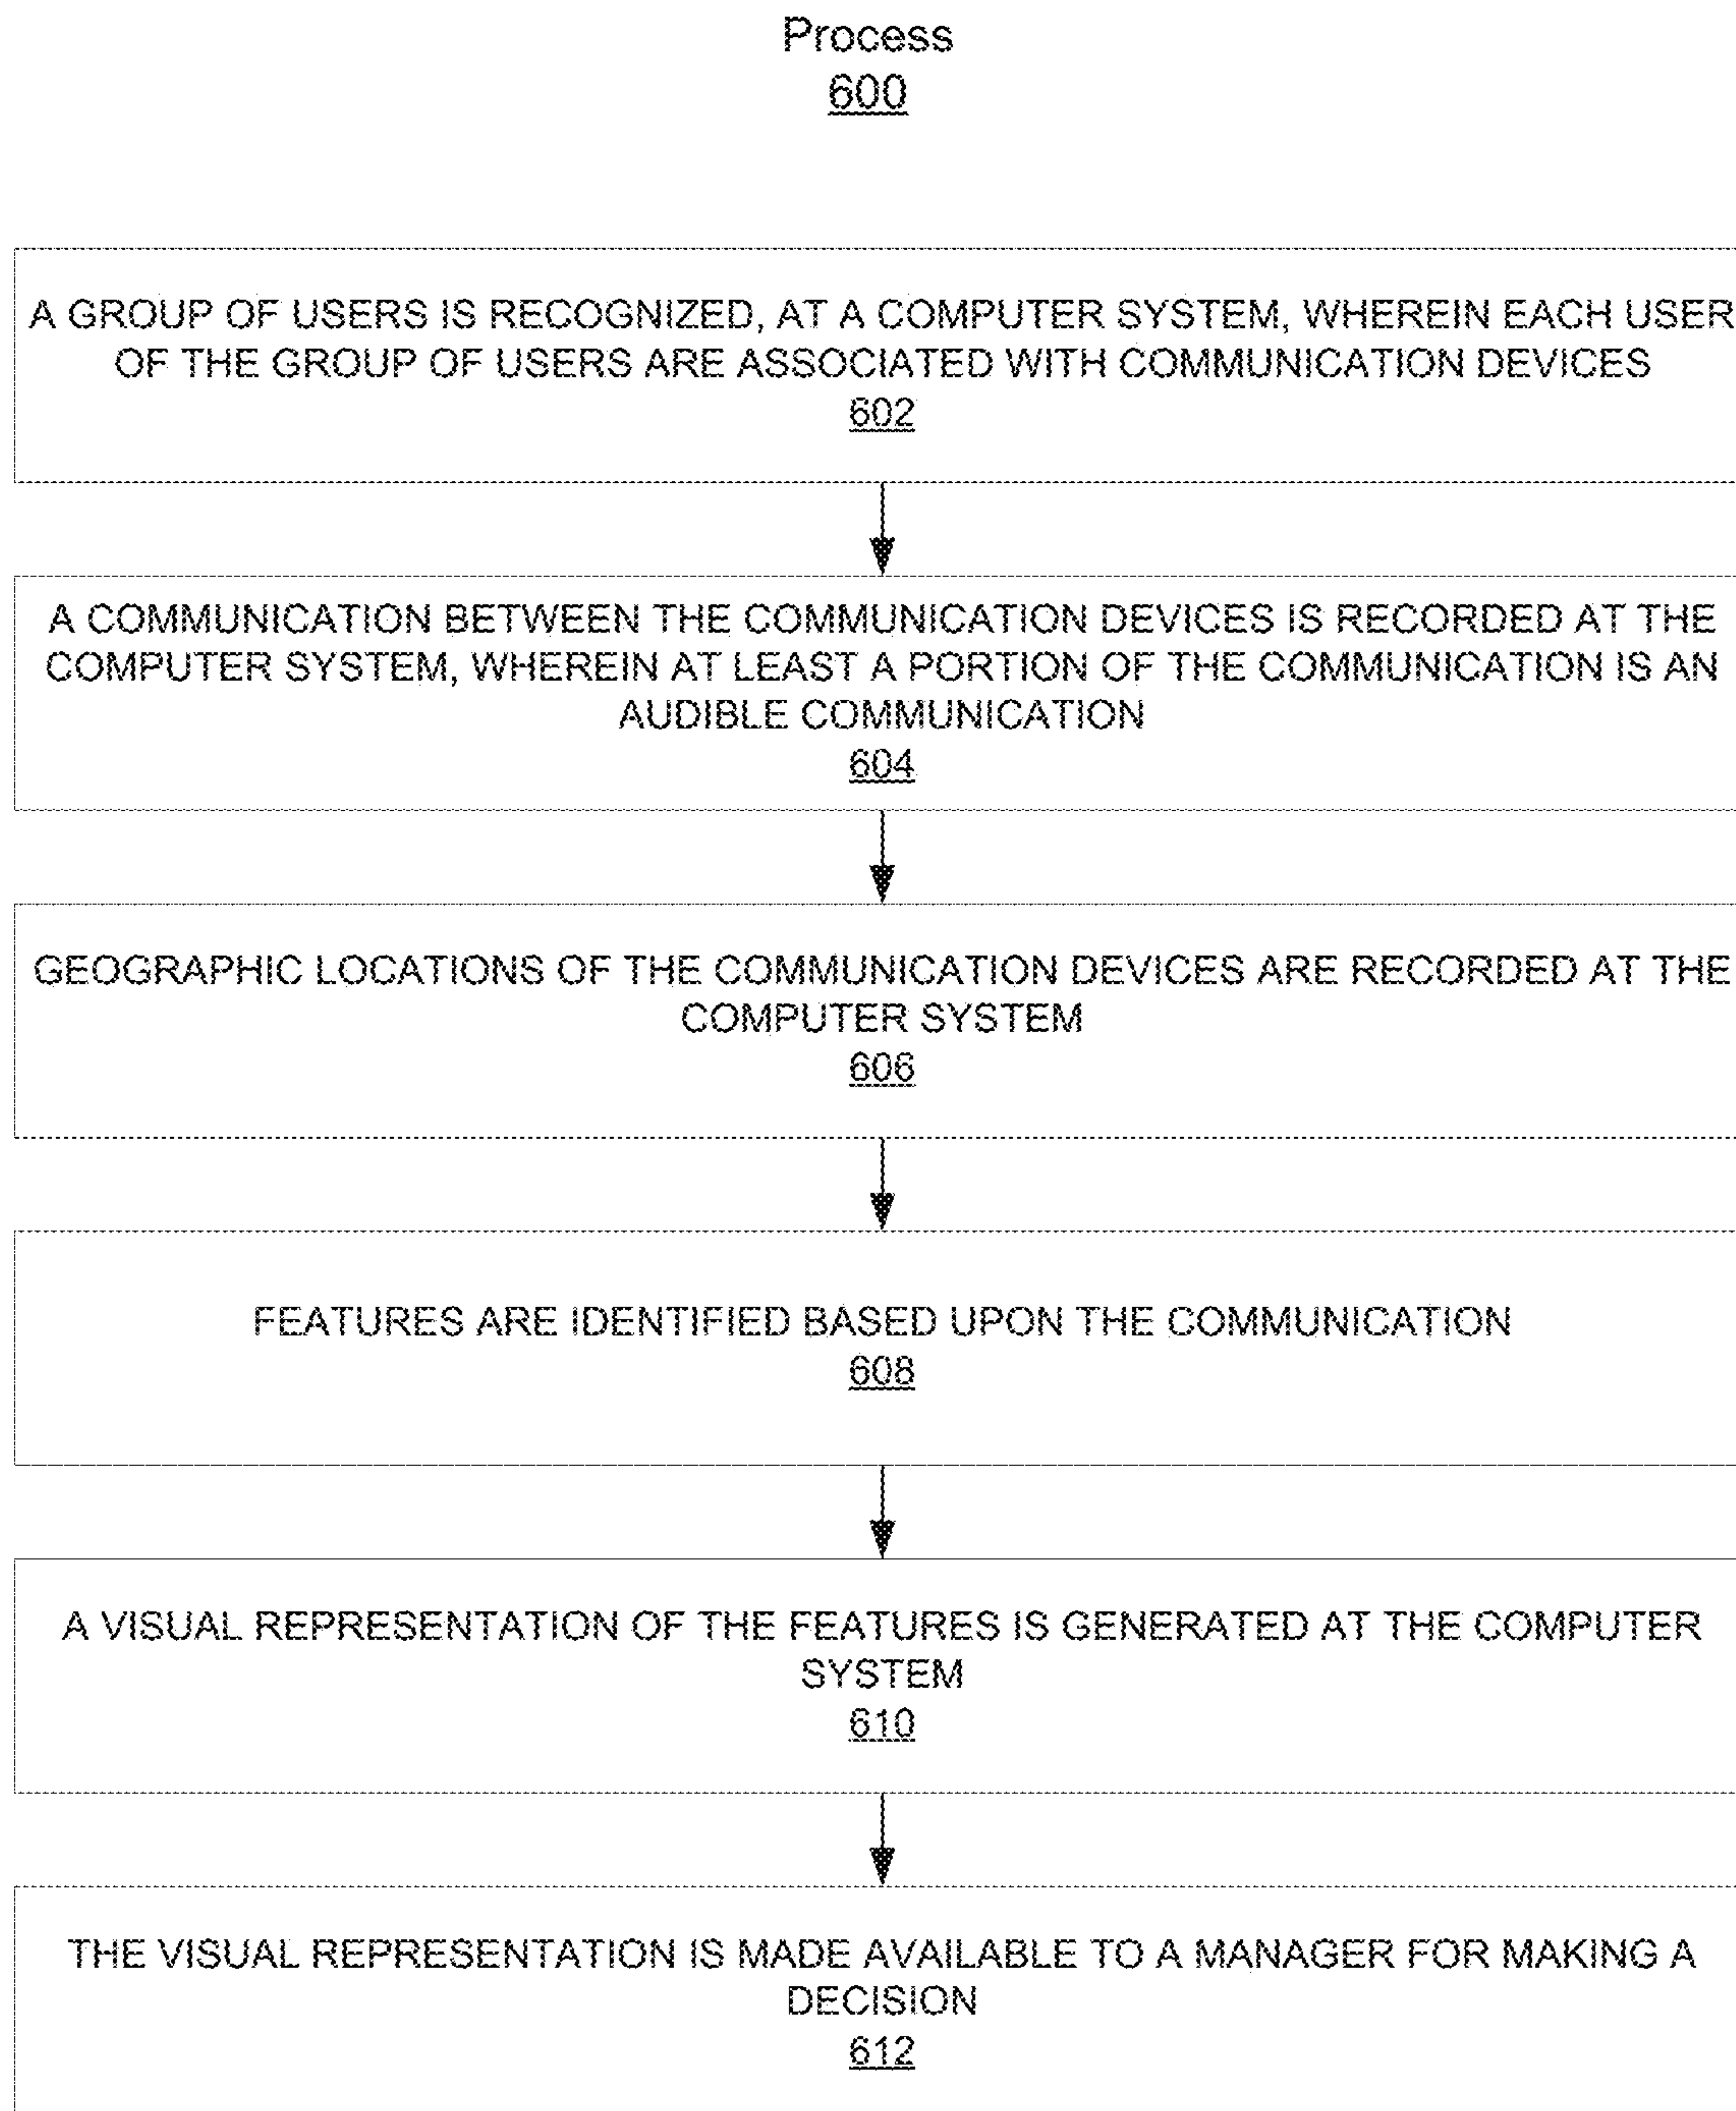 Process
600
A GROUP OF USERS IS RECOGNIZED, AT A COMPUTER SYSTEM, WHEREIN EACH USER
OF THE GROUP OF USERS ARE ASSOCIATED WITH COMMUNICATION DEVICES
602
A COMMUNICATION BETWEEN THE COMMUNICATION DEVICES IS RECORDED AT THE
COMPUTER SYSTEM, WHEREIN AT LEAST A PORTION OF THE COMMUNICATION IS AN
AUDIBLE COMMUNICATION
604
GEOGRAPHIC LOCATIONS OF THE COMMUNICATION DEVICES ARE RECORDED AT THE
COMPUTER SYSTEM
606
FEATURES ARE IDENTIFIED BASED UPON THE COMMUNICATION
608
A VISUAL REPRESENTATION OF THE FEATURES IS GENERATED AT THE COMPUTER
SYSTEM
610
THE VISUAL REPRESENTATION IS MADE AVAILABLE TO A MANAGER FOR MAKING A
DECISION
612